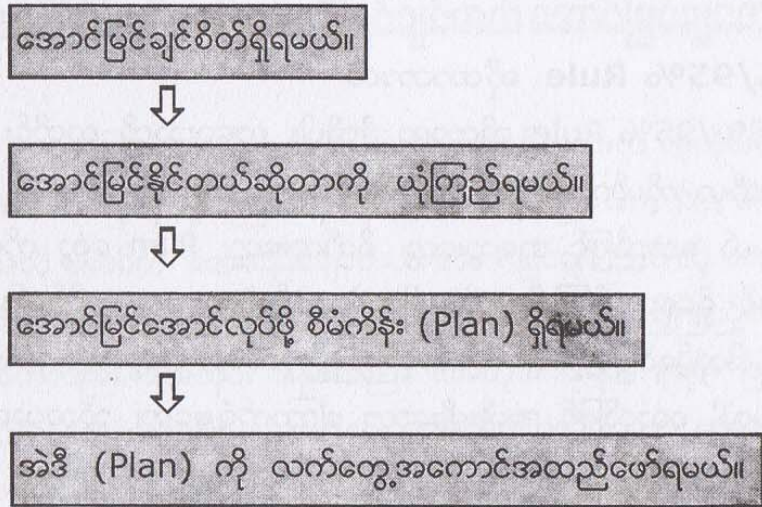 အောင်မြင်ချင်စိတ်ရှိရမယ်။
အောင်မြင်နိုင်တယ်ဆိုတာကို ယုံကြည်ရမယ်။
အောင်မြင်အောင်လုပ်ဖို့ စီမံကိန်း (Plan) ရှိရမယ်။
အဲဒီ (Plan) ကို လက်တွေ့အကောင်အထည်ဖော်ရမယ်။